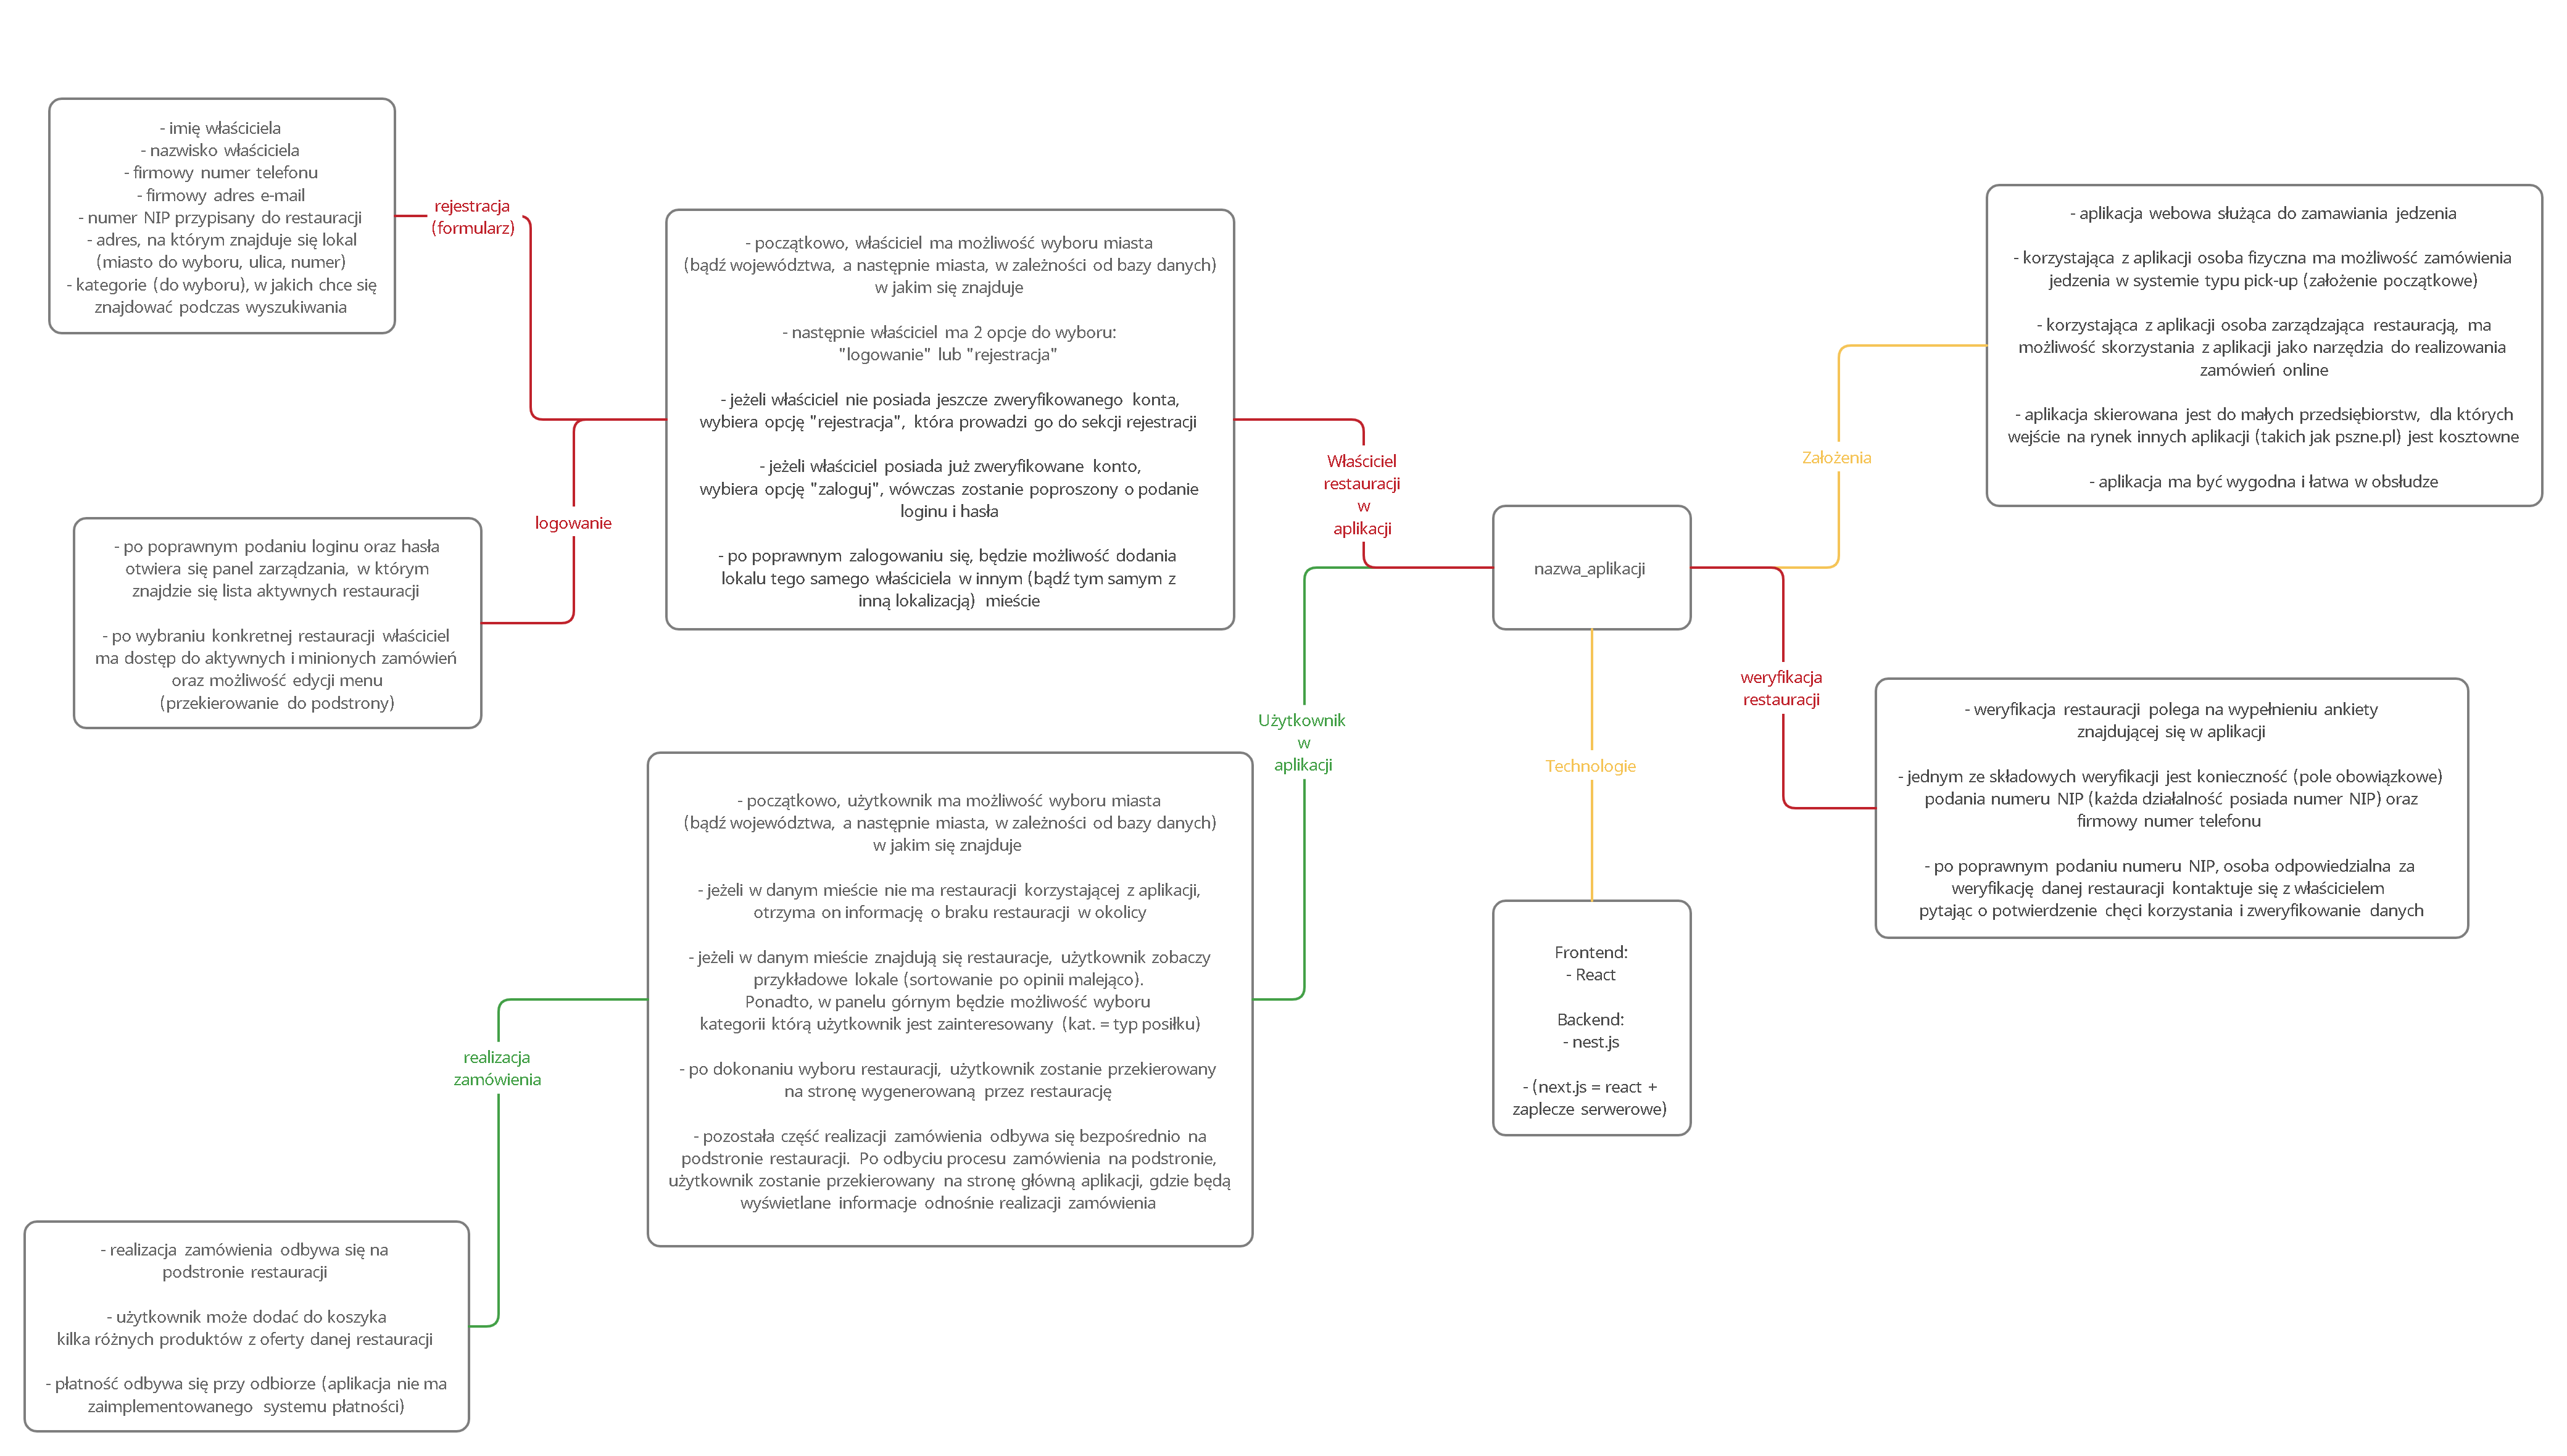 - imię właściciela
- nazwisko właściciela
- firmowy numer telefonu
- firmowy adres e-mail
- numer NIP przypisany do restauracji
- adres, na którym znajduje się lokal
(miasto do wyboru, ulica, numer)
- kategorie (do wyboru), w jakich chce się
znajdować podczas wyszukiwania
rejestracja
(formularz)
- po poprawnym podaniu loginu oraz hasła
otwiera się panel zarządzania, w którym
znajdzie się lista aktywnych restauracji
- po wybraniu konkretnej restauracji właściciel
ma dostęp do aktywnych i minionych zamówień
oraz możliwość edycji menu
(przekierowanie do podstrony)
logowanie
- początkowo, właściciel ma możliwość wyboru miasta
(bądź województwa, a następnie miasta, w zależności od bazy danych)
w jakim się znajduje
- następnie właściciel ma 2 opcje do wyboru:
"logowanie" lub "rejestracja"
- jeżeli właściciel nie posiada jeszcze zweryfikowanego konta,
wybiera opcję "rejestracja", która prowadzi go do sekcji rejestracji
- jeżeli właściciel posiada już zweryfikowane konto,
wybiera opcję "zaloguj", wówczas zostanie poproszony o podanie
loginu i hasła
- po poprawnym zalogowaniu się, będzie możliwość dodania
lokalu tego samego właściciela w innym (bądź tym samym z
inną lokalizacją) mieście
Właściciel
restauracji
w
aplikacji
nazwa_aplikacji
Założenia
- aplikacja webowa służąca do zamawiania jedzenia
- korzystająca z aplikacji osoba fizyczna ma możliwość zamówienia
jedzenia w systemie typu pick-up (założenie początkowe)
- korzystająca z aplikacji osoba zarządzająca restauracją, ma
możliwość skorzystania z aplikacji jako narzędzia do realizowania
zamówień online
- aplikacja skierowana jest do małych przedsiębiorstw, dla których
wejście na rynek innych aplikacji (takich jak pszne.pl) jest kosztowne
- aplikacja ma być wygodna i łatwa w obsłudze
weryfikacja
restauracji
- weryfikacja restauracji polega na wypełnieniu ankiety
znajdującej się w aplikacji
- jednym ze składowych weryfikacji jest konieczność (pole obowiązkowe)
podania numeru NIP (każda działalność posiada numer NIP) oraz
firmowy numer telefonu
- po poprawnym podaniu numeru NIP, osoba odpowiedzialna za
weryfikację danej restauracji kontaktuje się z właścicielem
pytając o potwierdzenie chęci korzystania i zweryfikowanie danych
Technologie
Frontend:
- React
Backend:
- nest.js
- (next.js = react +
zaplecze serwerowe)
Użytkownik
w
aplikacji
- początkowo, użytkownik ma możliwość wyboru miasta
(bądź województwa, a następnie miasta, w zależności od bazy danych)
w jakim się znajduje
- jeżeli w danym mieście nie ma restauracji korzystającej z aplikacji,
otrzyma on informację o braku restauracji w okolicy
- jeżeli w danym mieście znajdują się restauracje, użytkownik zobaczy
przykładowe lokale (sortowanie po opinii malejąco).
Ponadto, w panelu górnym będzie możliwość wyboru
kategorii którą użytkownik jest zainteresowany (kat. = typ posiłku)
- po dokonaniu wyboru restauracji, użytkownik zostanie przekierowany
na stronę wygenerowaną przez restaurację
- pozostała część realizacji zamówienia odbywa się bezpośrednio na
podstronie restauracji. Po odbyciu procesu zamówienia na podstronie,
użytkownik zostanie przekierowany na stronę główną aplikacji, gdzie będą
wyświetlane informacje odnośnie realizacji zamówienia
realizacja
zamówienia
- realizacja zamówienia odbywa się na
podstronie restauracji
- użytkownik może dodać do koszyka
kilka różnych produktów z oferty danej restauracji
- płatność odbywa się przy odbiorze (aplikacja nie ma
zaimplementowanego systemu płatności)